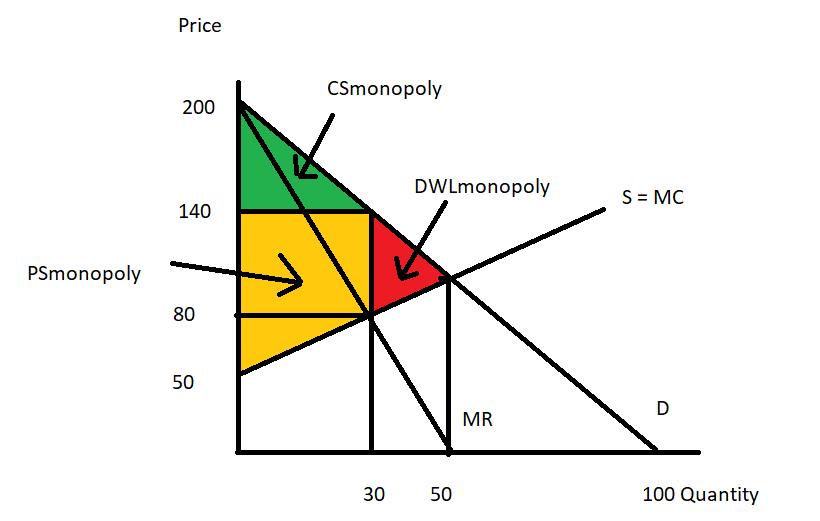 Price
CSmonopoly
200
DWLmonopoly
S = MC
140
PSmonopoly
80
50
D
MR
30
50
100 Quantity